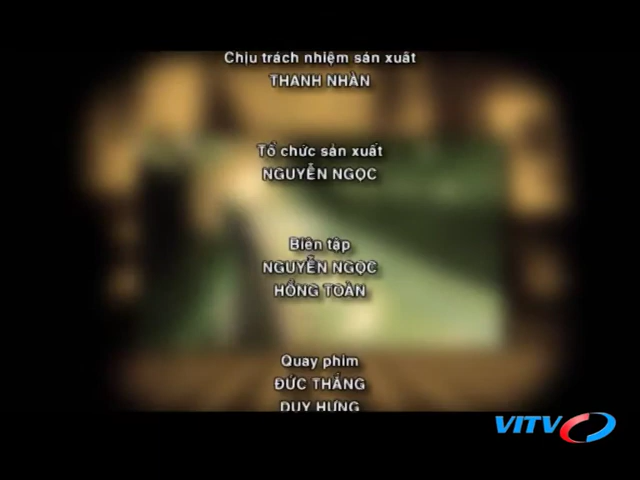 Chịu trách nhiệm sản xuất
THANH NHÀN
Tổ chức sản xuất
NGUYỄN NGỌC
Biên tập
NGUYỄN NGỌC
HỒNG TOÀN
Quay phim
ĐỨC THẮNG
DUY HƯNG
VITV